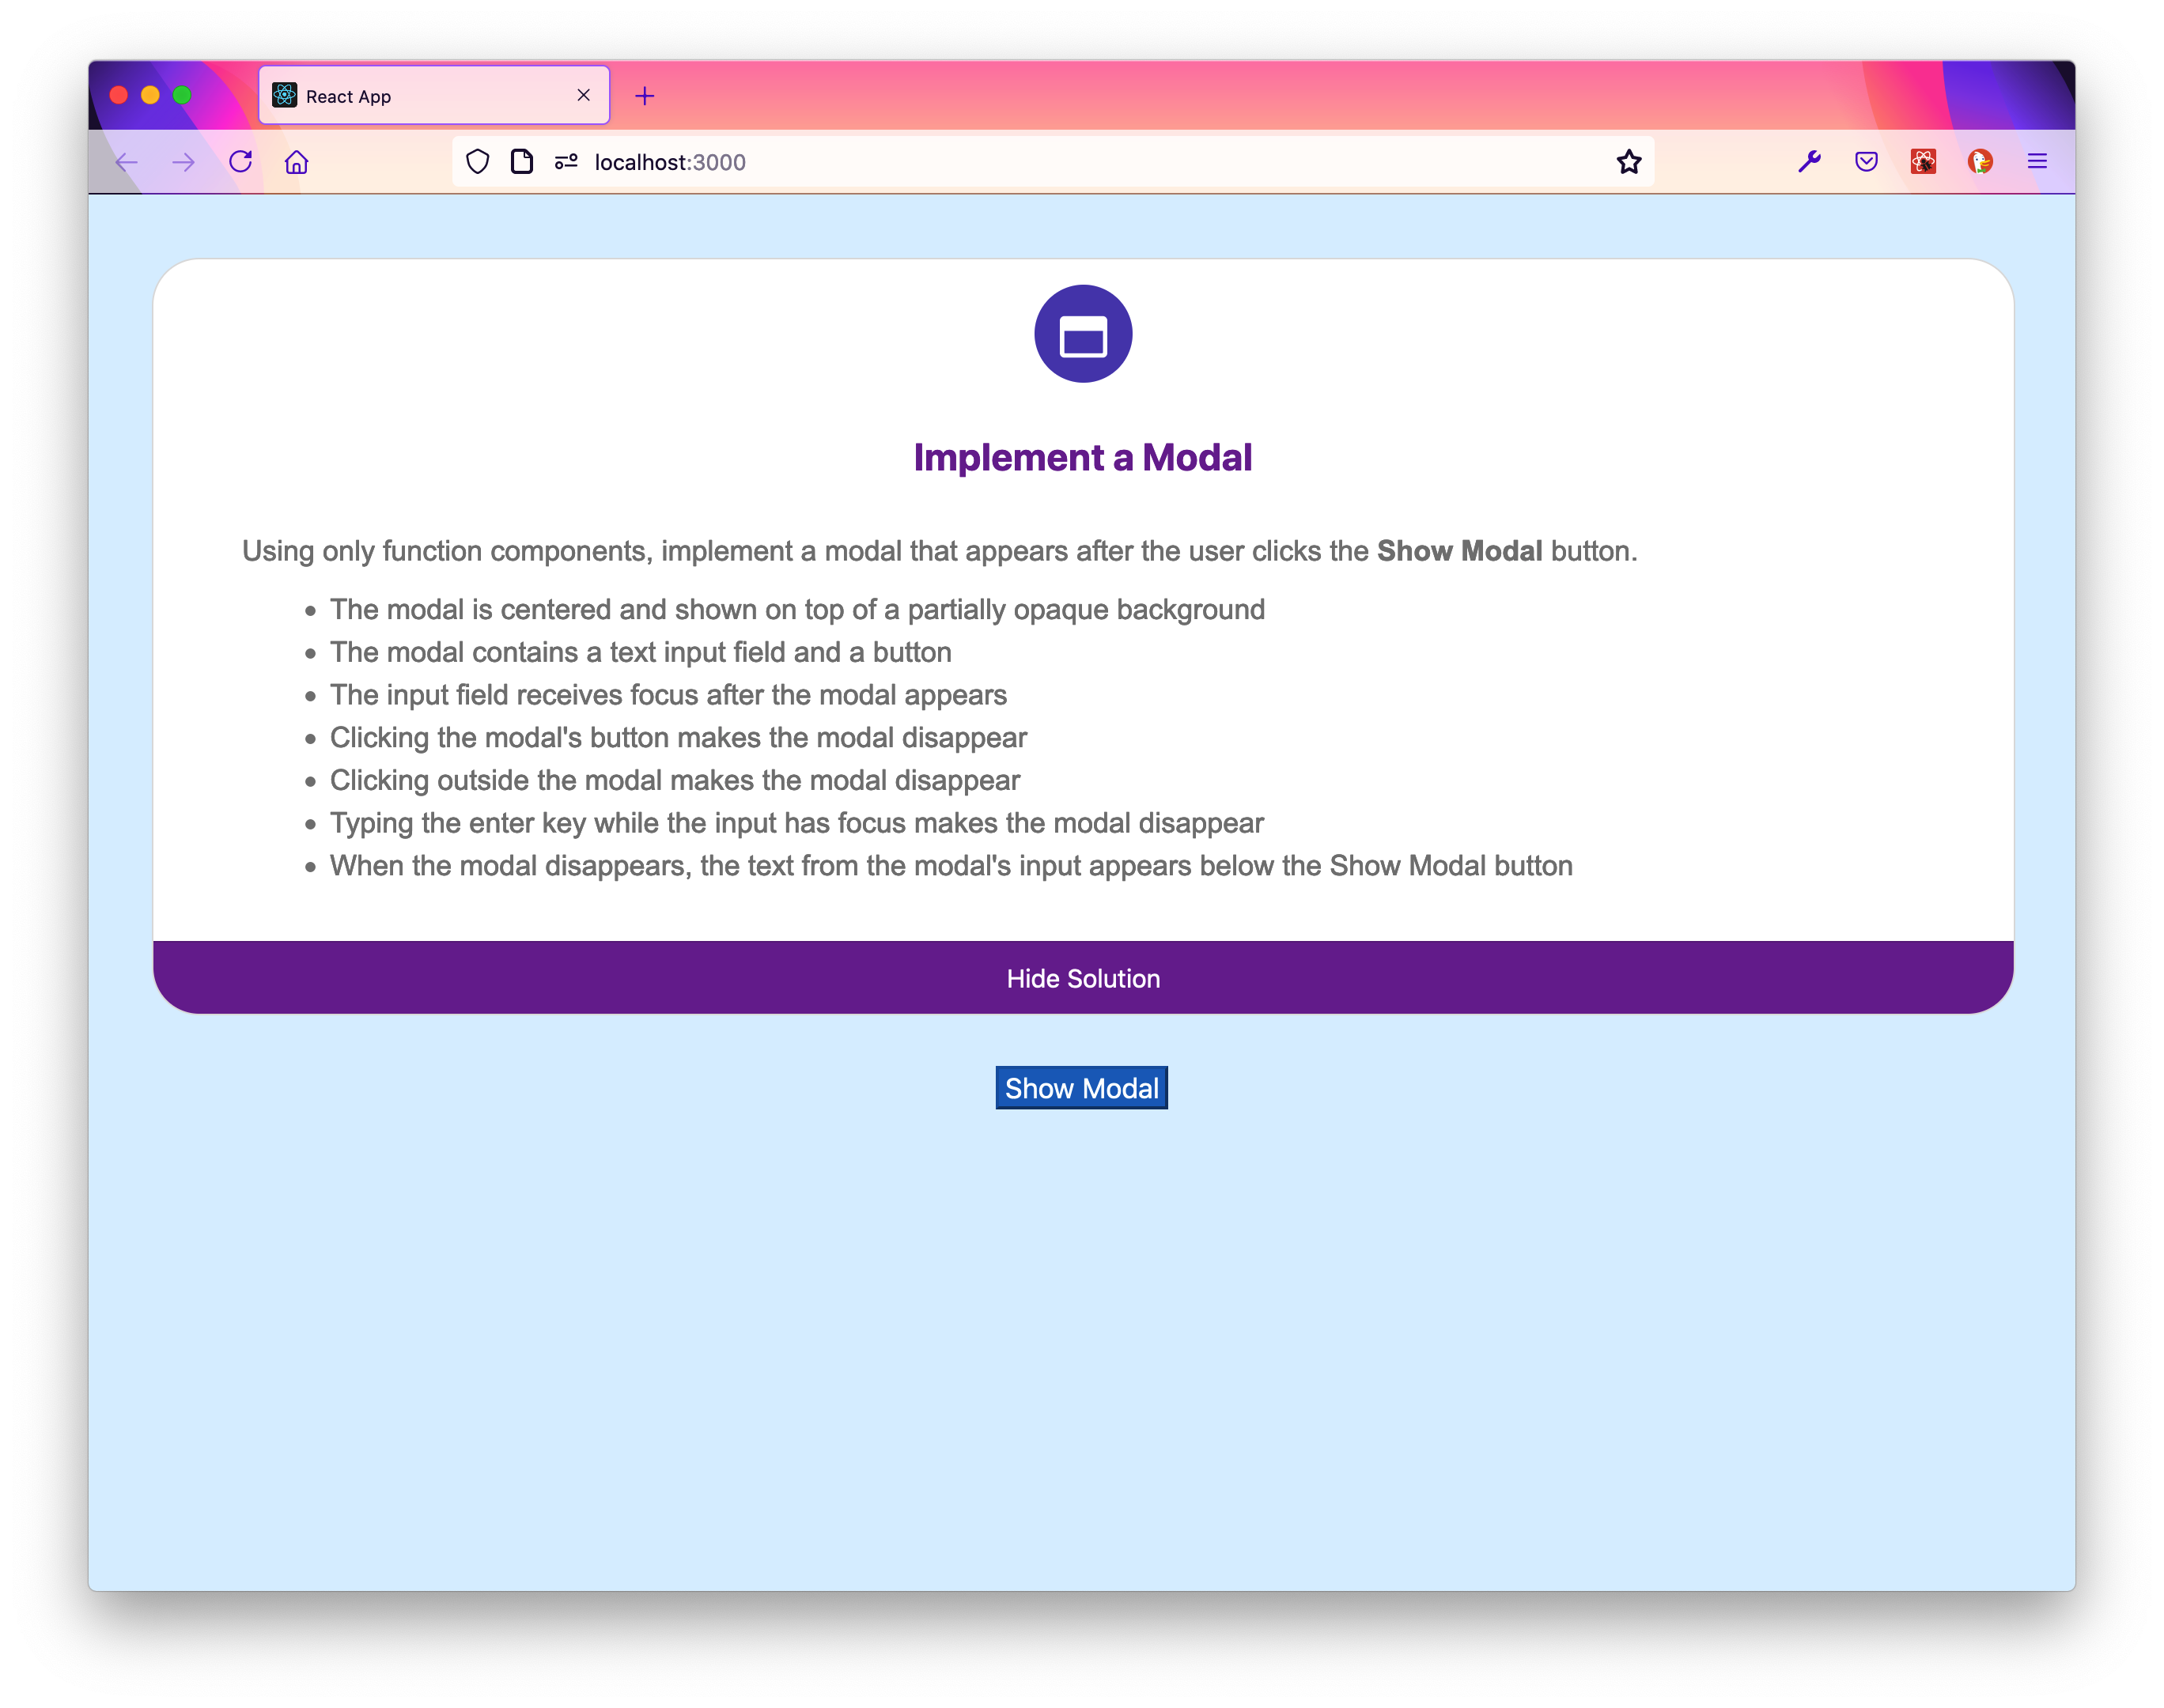 React App
localhost:3000
Implement a Modal
Using only function components, implement a modal that appears after the user clicks the Show Modal button.
The modal is centered and shown on top of a partially opaque background
The modal contains a text input field and a button
The input field receives focus after the modal appears
Clicking the modal's button makes the modal disappear
Clicking outside the modal makes the modal disappear
Typing the enter key while the input has focus makes the modal disappear
When the modal disappears, the text from the modal's input appears below the Show Modal button
Hide Solution
Show Modal